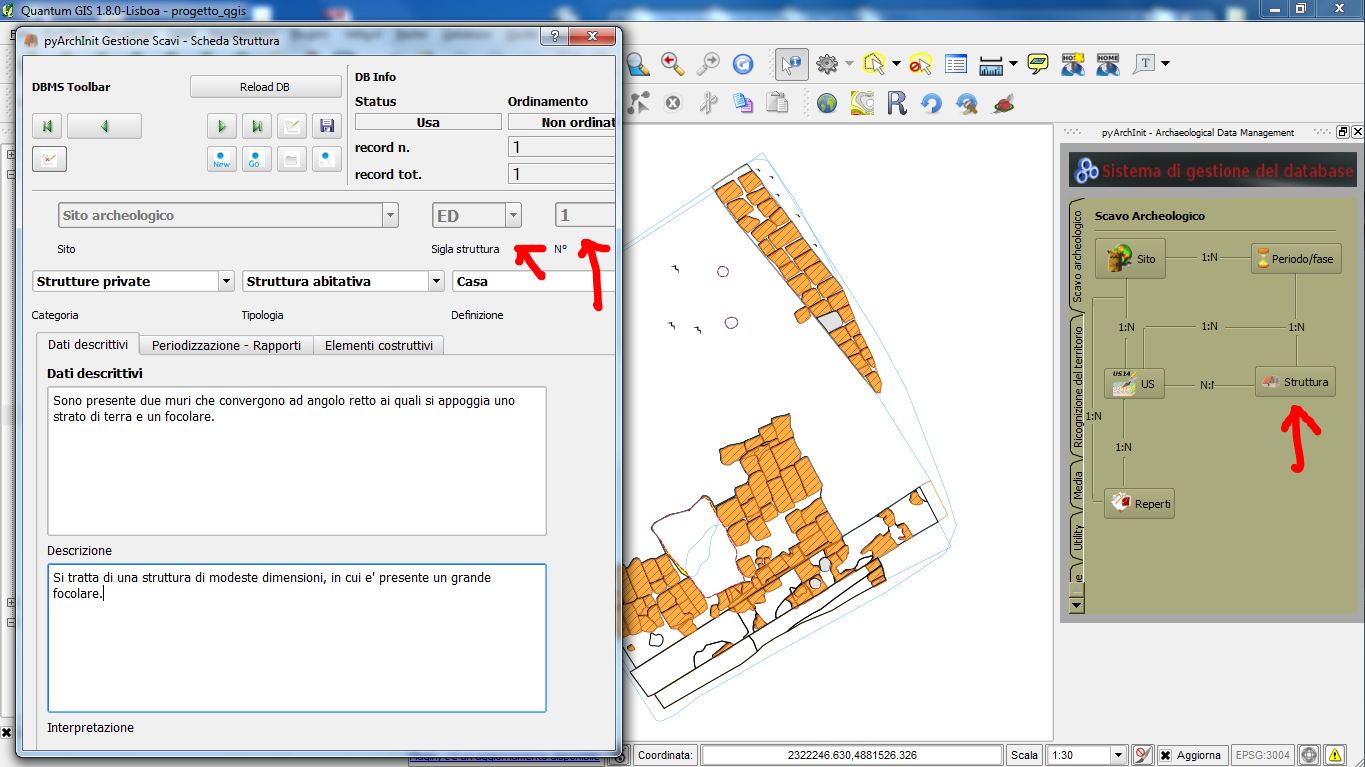 Quantum GIS 1.8.0-Lisboa - progetto_qgis
pyArchInit Gestione Scavi - Scheda Struttura
DBMS Toolbar
Reload DB
DB Info
Status
Ordinamento
Usa
Non ordinat
record n.
1
record tot.
1
New
Go
Sito archeologico
ED
1
Sito
Sigla struttura
N°
Strutture private
Struttura abitativa
Casa
Categoria
Tipologia
Definizione
Dati descrittivi
Periodizzazione - Rapporti
Elementi costruttivi
Dati descrittivi
Sono presente due muri che convergono ad angolo retto ai quali si appoggia uno
strato di terra e un focolare.
Descrizione
Si tratta di una struttura di modeste dimensioni, in cui e' presente un grande
focolare.
Interpretazione
HOME
T
R
pyArchInit - Archaeological Data Management
Sistema di gestione del database
Scavo archeologico
Ricognizione del territorio
Media
Utility
Scavo Archeologico
Sito
1:N
Periodo/fase
1:N
1:N
1:N
US
N:
Struttura
1:N
1:N
Reperti
Coordinata:
2322246.630,4881526.326
Scala
1:30
Aggiorna
EPSG:3004